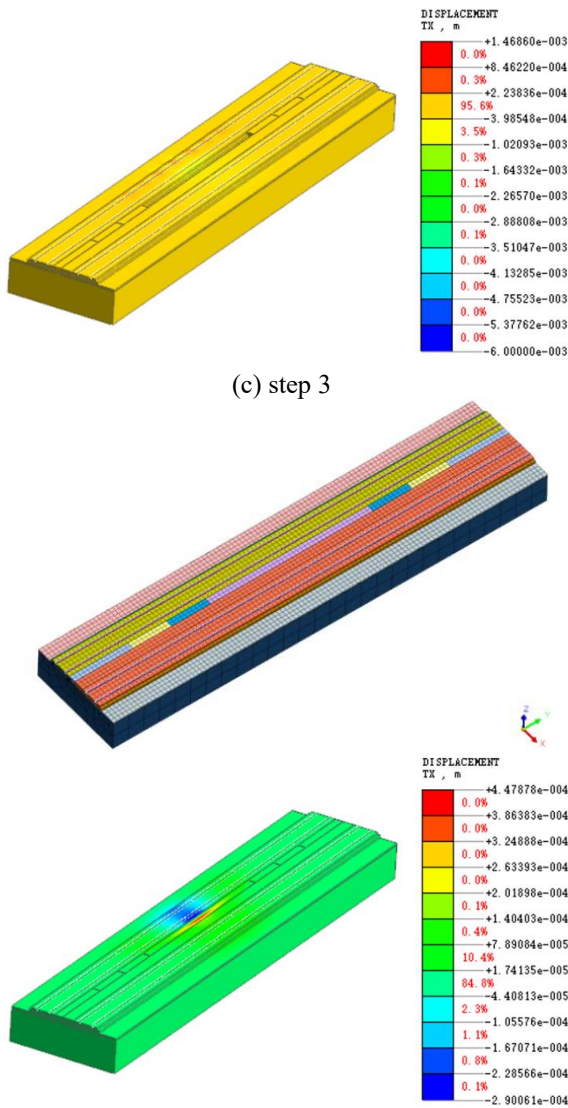 DISPLACEMENT
TX , m
+1.46860e-003
0.0%
+8.46220e-004
0.3%
+2.23836e-004
95.6%
-3.98548e-004
3.5%
-1.02093e-003
0.3%
-1.64332e-003
0.1%
-2.26570e-003
0.0%
-2.88808e-003
0.1%
-3.51047e-003
0.0%
-4.13285e-003
0.0%
-4.75523e-003
0.0%
-5.37762e-003
0.0%
-6.00000e-003
(c) step 3
Z
Y
X
DISPLACEMENT
TX , m
+4.47878e-004
0.0%
+3.86383e-004
0.0%
+3.24888e-004
0.0%
+2.63393e-004
0.0%
+2.01898e-004
0.1%
+1.40403e-004
0.4%
+7.89084e-005
10.4%
+1.74135e-005
84.8%
-4.40813e-005
2.3%
-1.05576e-004
1.1%
-1.67071e-004
0.8%
-2.28566e-004
0.1%
-2.90061e-004